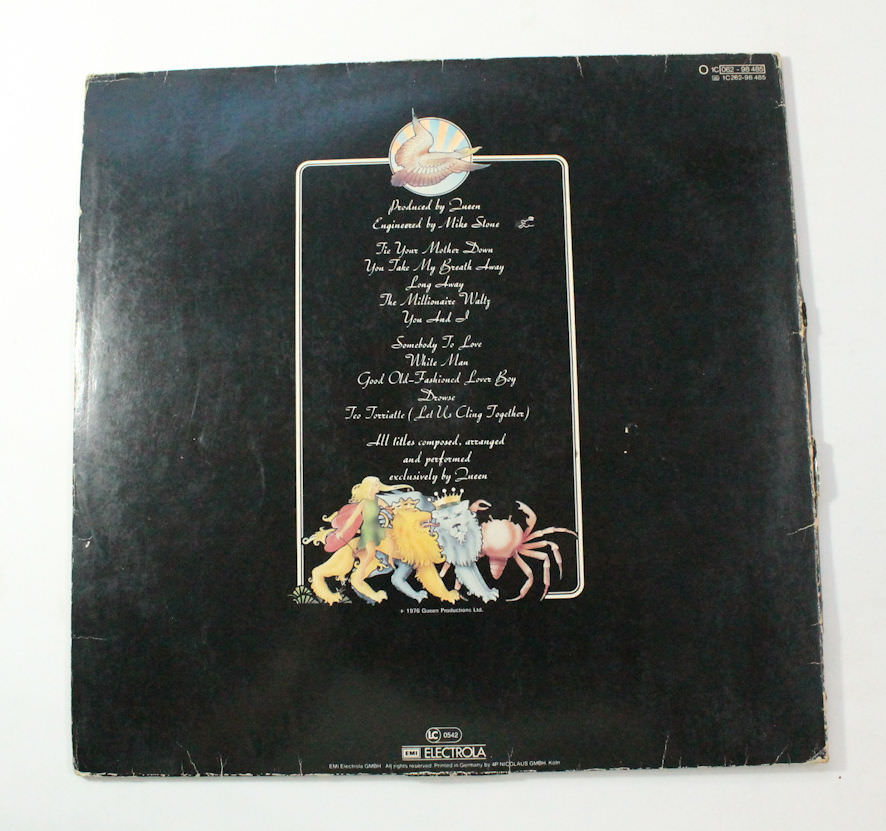 1C 062 - 98 485
1C 262-98 485
Produced by Queen
Engineered by Mike Stone
Tie Your Mother Down
You Take My Breath Away
Long Away
The Millionaire Waltz
You And I
Somebody To Love
White Man
Good Old-Fashioned Lover Boy
Drowse
Teo Torriatte (Let Us Cling Together)
All titles composed, arranged
and performed
exclusively by Queen
℗ 1976 Queen Productions Ltd.
LC 0542
EMI ELECTROLA
EMI Electrola GMBH · All rights reserved · Printed in Germany by 4P NICOLAUS GMBH, Köln